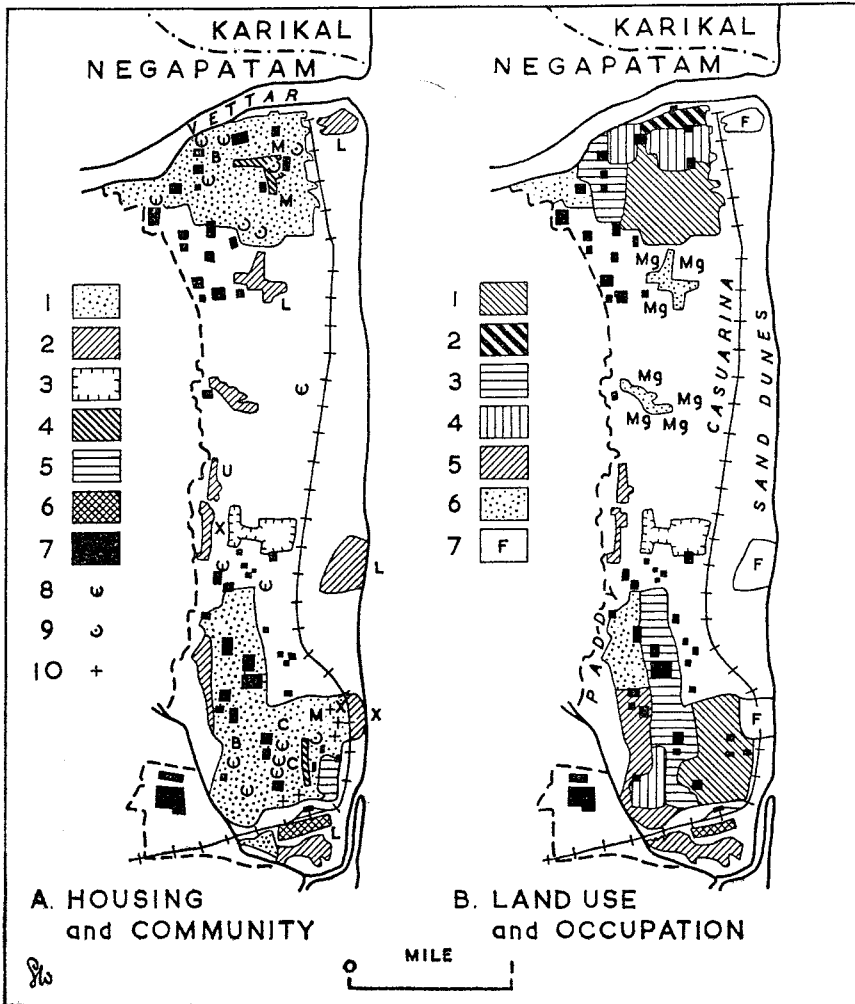 KARIKAL
NEGAPATAM
VETTAR
B
M
L
M
L
U
X
L
X
M
C
B
C
L
X
1
2
3
4
5
6
7
8
9
10
A. HOUSING
and COMMUNITY
KARIKAL
NEGAPATAM
F
Mg Mg
Mg
Mg
Mg
Mg Mg
CASUARINA
SAND DUNES
F
PADDY
F
1
2
3
4
5
6
7 F
B. LAND USE
and OCCUPATION
MILE
0 1